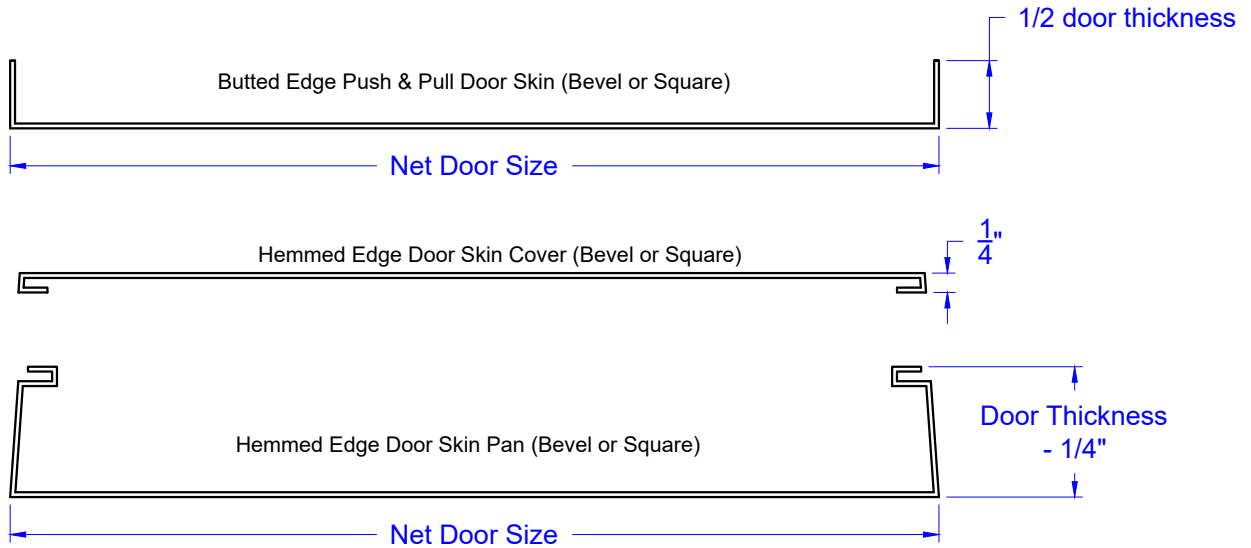 1/2 door thickness
Butted Edge Push & Pull Door Skin (Bevel or Square)
Net Door Size
Hemmed Edge Door Skin Cover (Bevel or Square)
1/4"
Door Thickness
- 1/4"
Hemmed Edge Door Skin Pan (Bevel or Square)
Net Door Size